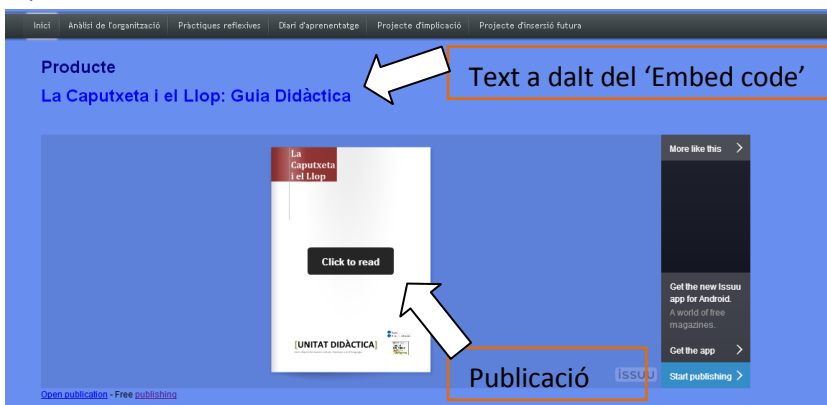 Inici Anàlisi de l'organització Pràctiques reflexives Diari d'aprenentatge Projecte d'implicació Projecte d'inserció futura
Producte
Text a dalt del ‘Embed code’
La Caputxeta i el Llop: Guia Didàctica
More like this
La
Caputxeta
i el Llop
Click to read
Get the new Issuu
app for Android.
A world of free
magazines.
[UNITAT DIDÀCTICA]
Get the app
Publicació
issuu
Start publishing
Open publication - Free publishing